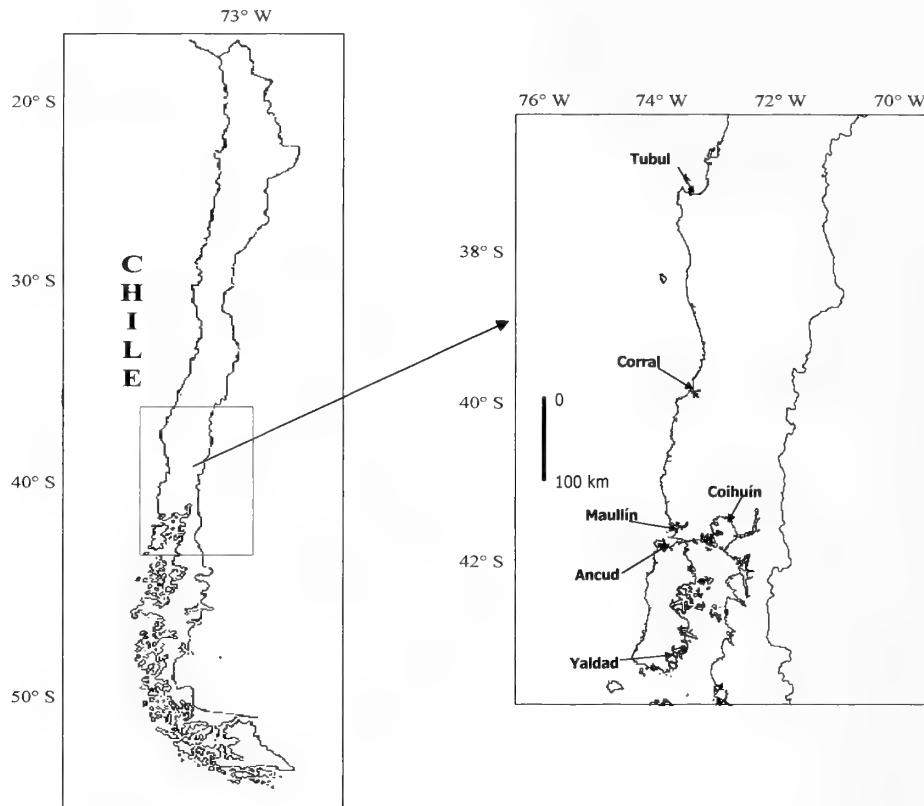 73° W
20° S
30° S
40° S
50° S
CHILE
76° W 74° W 72° W 70° W
38° S
40° S
42° S
Tubul
Corral
0
100 km
Coihuín
Maullín
Ancud
Yaldad